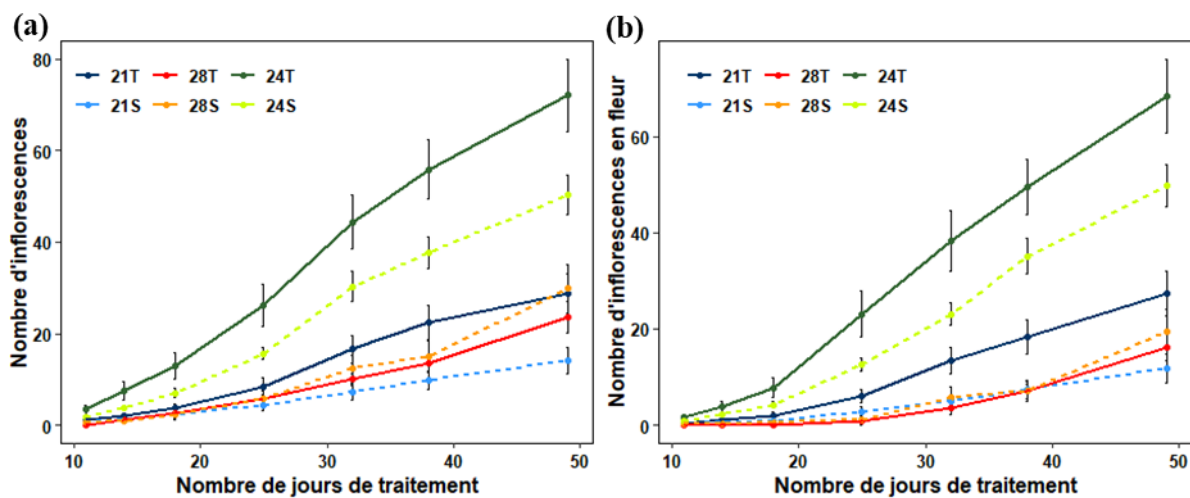 (a)
Nombre d'inflorescences
80
60
40
20
0
21T 28T 24T
21S 28S 24S
10 20 30 40 50
Nombre de jours de traitement
(b)
Nombre d'inflorescences en fleur
80
60
40
20
0
21T 28T 24T
21S 28S 24S
10 20 30 40 50
Nombre de jours de traitement